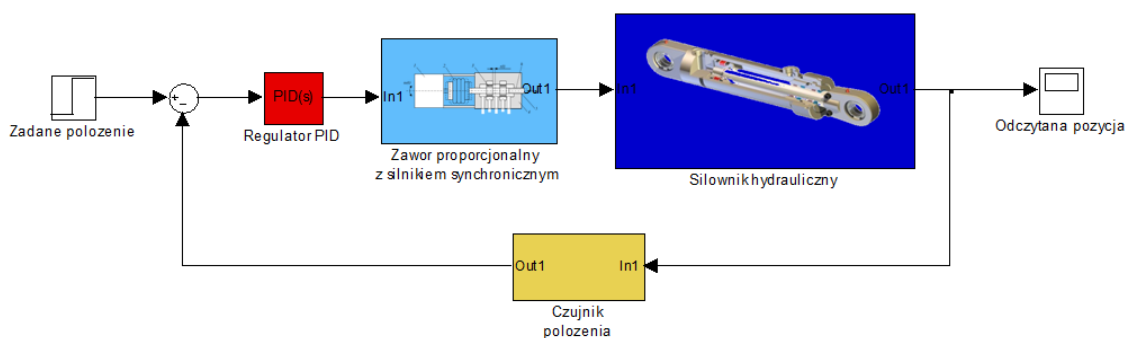 Zadane polozenie
+
−
PID(s)
Regulator PID
In1
Out1
Zawor proporcjonalny
z silnikiem synchronicznym
In1
Out1
Silownik hydrauliczny
Odczytana pozycja
Out1
In1
Czujnik
polozenia